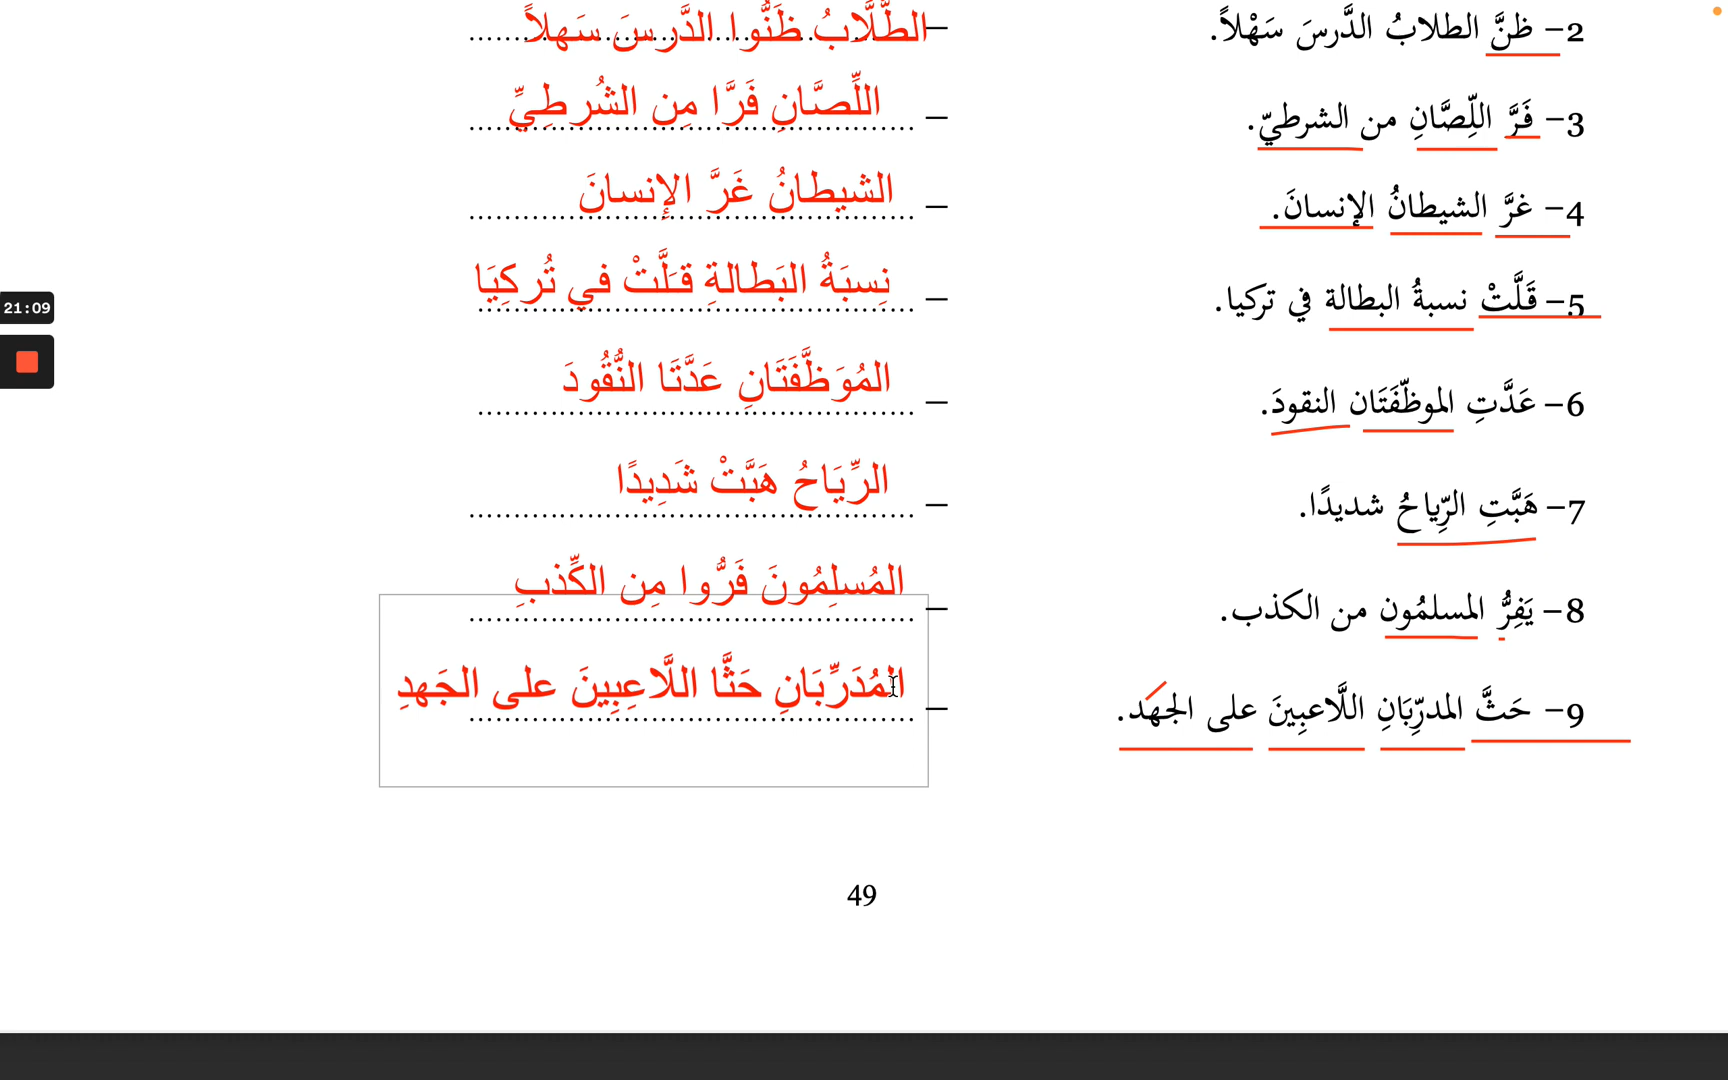 2– ظنَّ الطلابُ الدَّرسَ سَهْلاً.
– الطُّلَّابُ ظَنُّوا الدَّرسَ سَهلاً
3– فَرَّ اللِّصَّانِ من الشرطيّ.
– اللِّصَّانِ فَرَّا مِن الشُرطِيِّ
4– غرَّ الشيطانُ الإنسانَ.
– الشيطانُ غَرَّ الإنسانَ
5– قَلَّتْ نسبةُ البطالة في تركيا.
– نِسبَةُ البَطالةِ قَلَّتْ في تُركِيَا
6– عَدَّتِ الموظّفَتَان النقودَ.
– المُوَظَّفَتَانِ عَدَّتَا النُّقُودَ
7– هَبَّتِ الرِّياحُ شديدًا.
– الرِّيَاحُ هَبَّتْ شَدِيدًا
8– يَفِرُّ المسلمُون من الكذب.
– المُسلِمُونَ فَرُّوا مِن الكِّذبِ
9– حَثَّ المدرِّبَانِ اللَّاعبِينَ على الجهد.
– المُدَرِّبَانِ حَثَّا اللَّاعِبِينَ على الجَهدِ
49
21:09